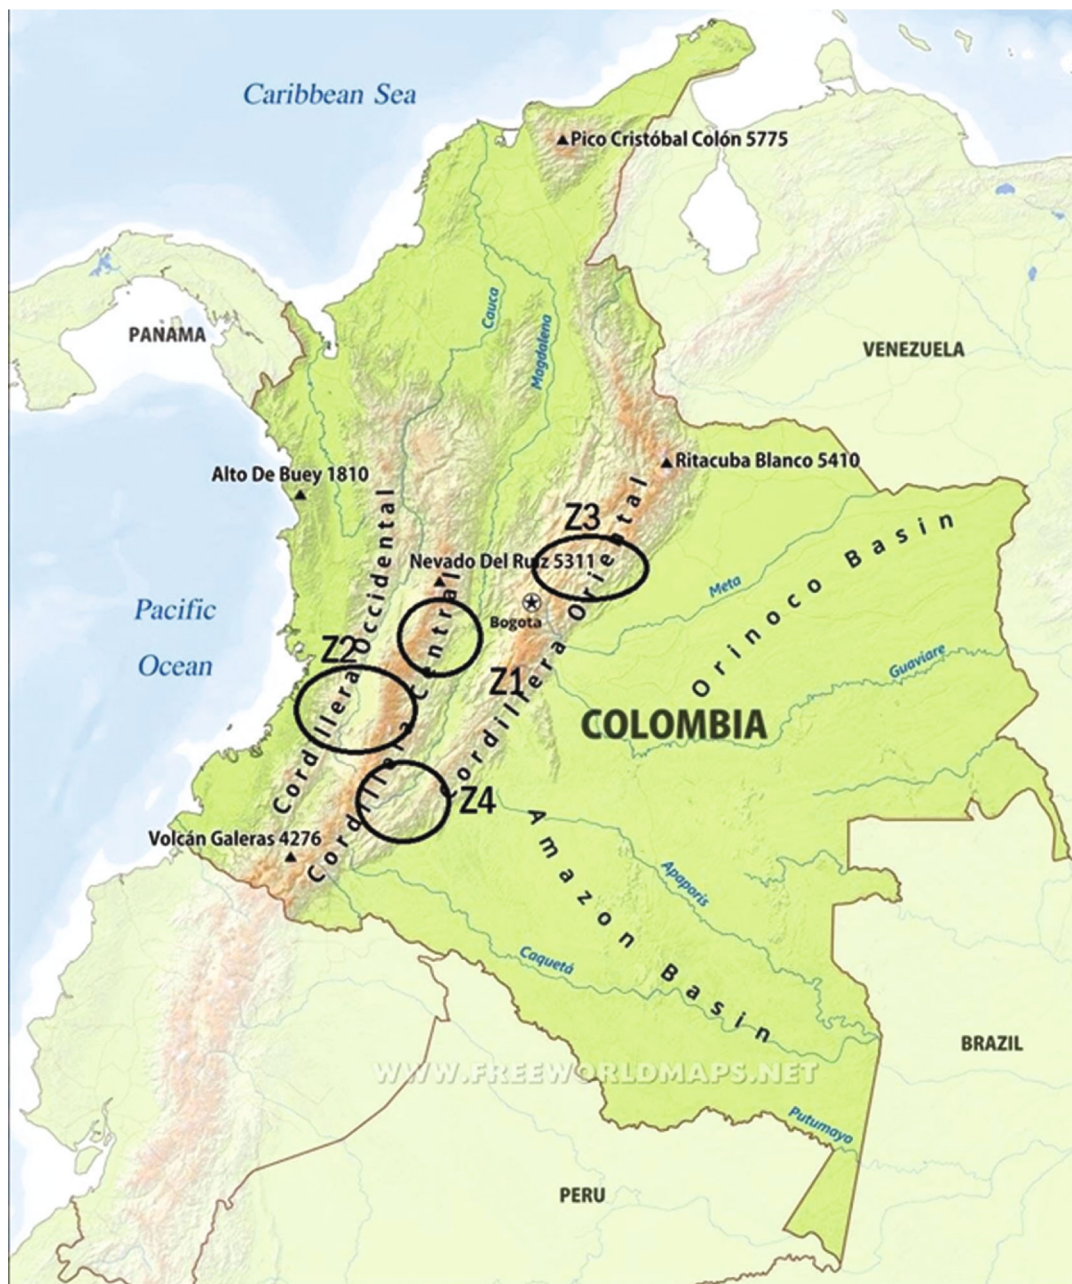 Caribbean Sea
Pico Cristóbal Colón 5775
PANAMA
Cauca
Magdalena
VENEZUELA
Alto De Buey 1810
Ritacuba Blanco 5410
Z3
Nevado Del Ruiz 5311
Orinoco Basin
Meta
Pacific
Ocean
Bogota
Cordillera Occidental
Cordillera Central
Cordillera Oriental
Z2
Z1
Guaviare
COLOMBIA
Z4
Volcán Galeras 4276
Amazon Basin
Apaporis
Caquetá
BRAZIL
WWW.FREEWORLDMAPS.NET
Putumayo
PERU